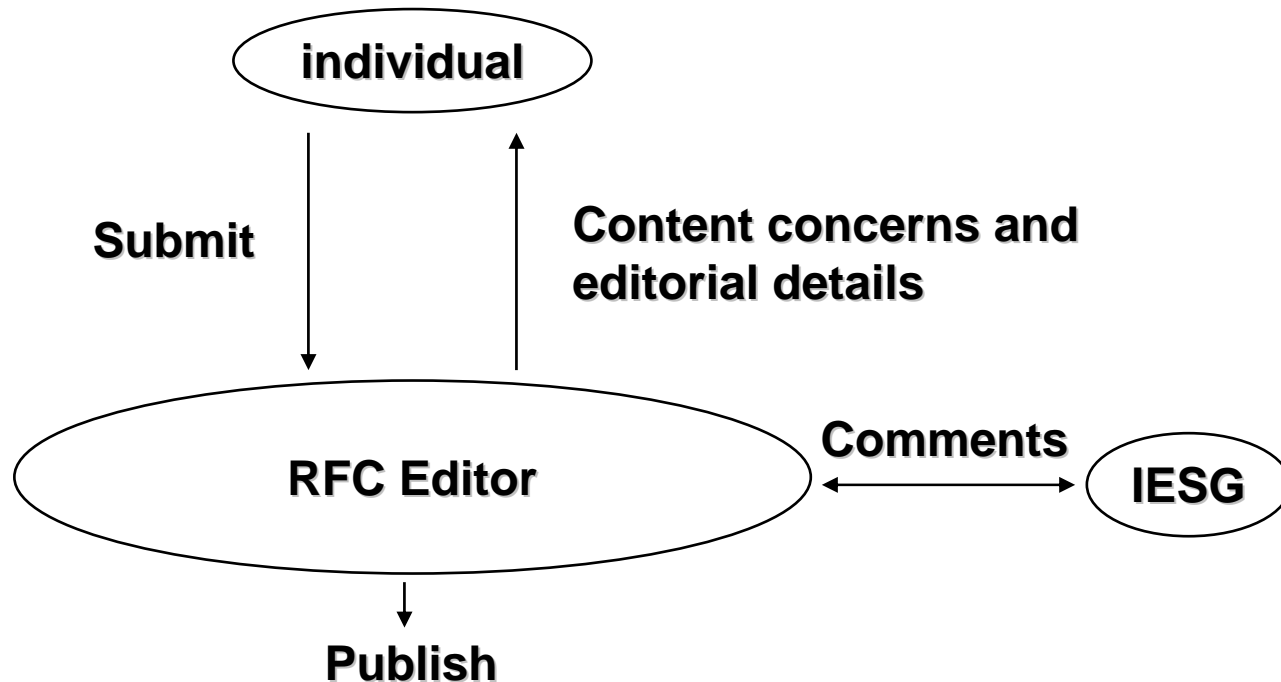 individual
Submit
Content concerns and
editorial details
Comments
RFC Editor
IESG
Publish